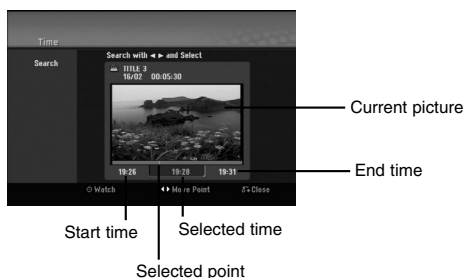 Time
Search
Search with ◄ ► and Select
TITLE 3
16/02 00:05:30
Current picture
19:26 19:28 19:31
End time
Watch Move Point Close
Start time
Selected time
Selected point